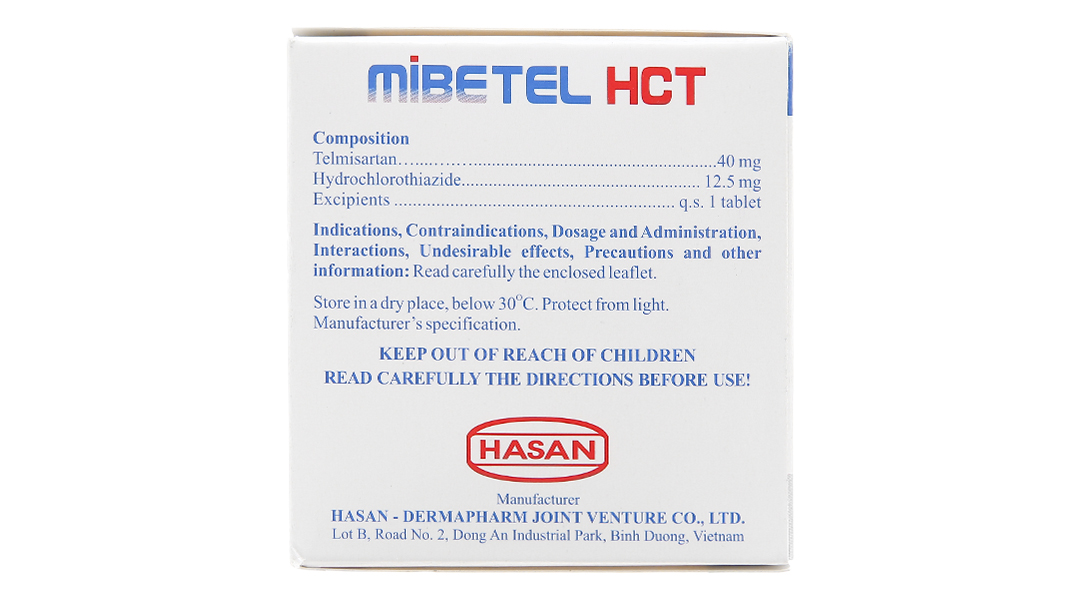 MiBETEL HCT
Composition
Telmisartan..............................................................................40 mg
Hydrochlorothiazide................................................... 12.5 mg
Excipients ............................................................ q.s. 1 tablet
Indications, Contraindications, Dosage and Administration,
Interactions, Undesirable effects, Precautions and other
information: Read carefully the enclosed leaflet.
Store in a dry place, below 30°C. Protect from light.
Manufacturer's specification.
KEEP OUT OF REACH OF CHILDREN
READ CAREFULLY THE DIRECTIONS BEFORE USE!
HASAN
Manufacturer
HASAN - DERMAPHARM JOINT VENTURE CO., LTD.
Lot B, Road No. 2, Dong An Industrial Park, Binh Duong, Vietnam